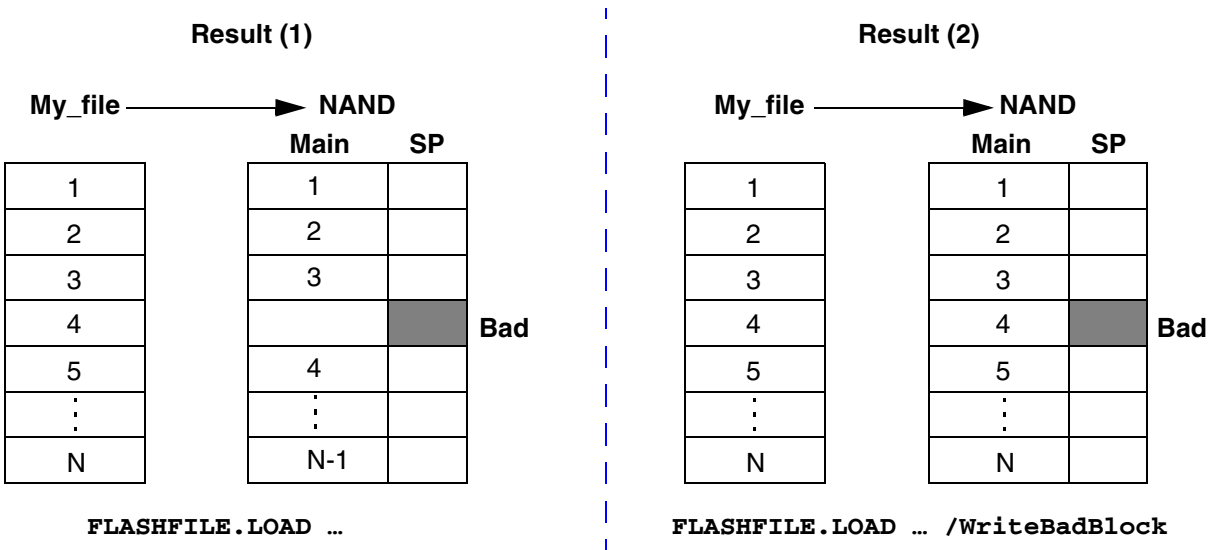 Result (1)
My_file NAND
Main SP
1 1
2 2
3 3
4 Bad
5 4
N N-1
FLASHFILE.LOAD …
Result (2)
My_file NAND
Main SP
1 1
2 2
3 3
4 4 Bad
5 5
N N
FLASHFILE.LOAD … /WriteBadBlock